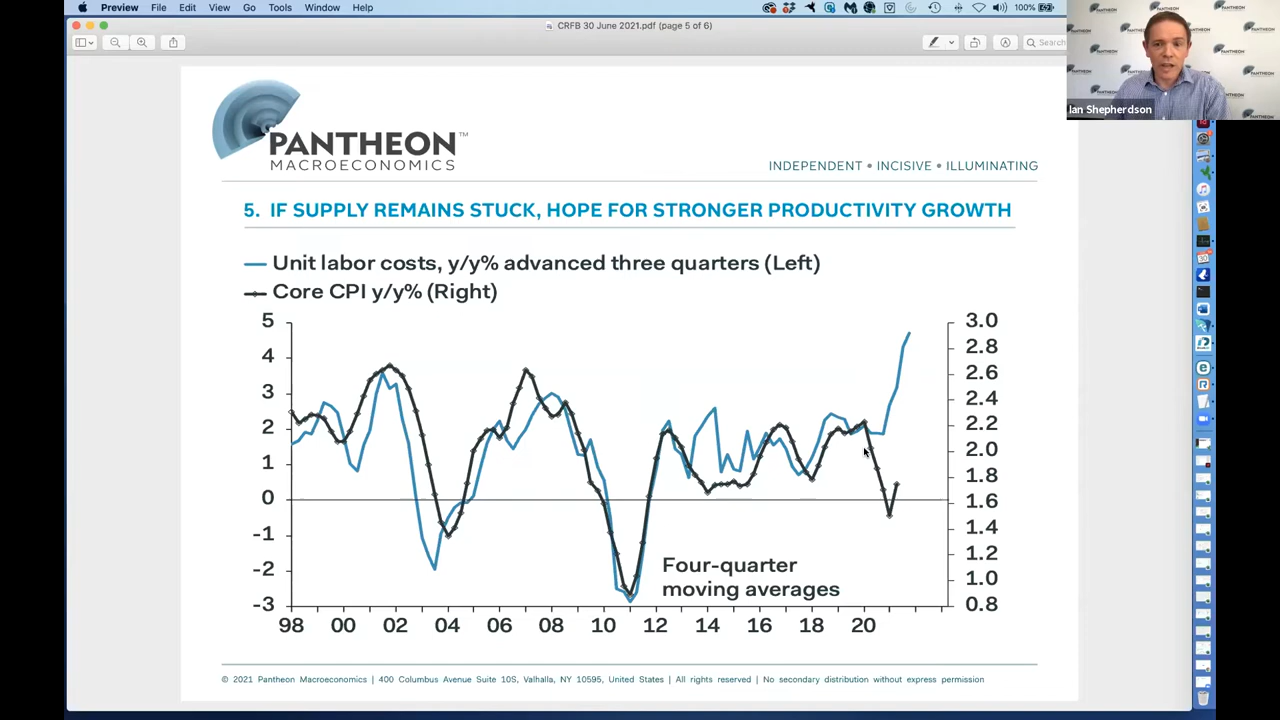 Preview File Edit View Go Tools Window Help
100%
CRFB 30 June 2021.pdf (page 5 of 6)
Search
Ian Shepherdson
PANTHEON™
MACROECONOMICS
INDEPENDENT • INCISIVE • ILLUMINATING
5. IF SUPPLY REMAINS STUCK, HOPE FOR STRONGER PRODUCTIVITY GROWTH
Unit labor costs, y/y% advanced three quarters (Left)
Core CPI y/y% (Right)
5
4
3
2
1
0
-1
-2
-3
3.0
2.8
2.6
2.4
2.2
2.0
1.8
1.6
1.4
1.2
1.0
0.8
Four-quarter
moving averages
98 00 02 04 06 08 10 12 14 16 18 20
© 2021 Pantheon Macroeconomics | 400 Columbus Avenue Suite 10S, Valhalla, NY 10595, United States | All rights reserved | No secondary distribution without express permission